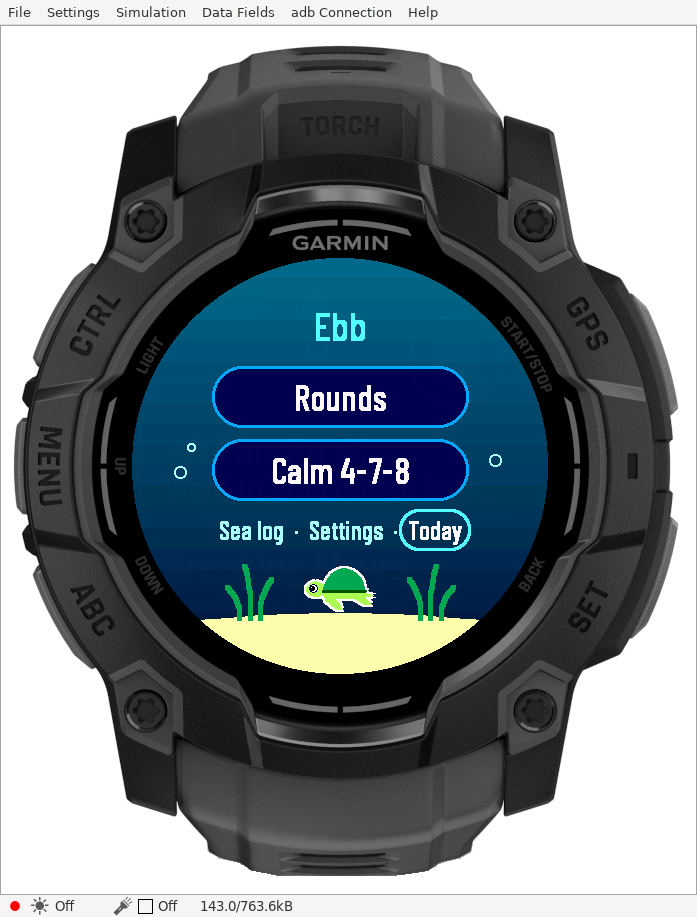 File Settings Simulation Data Fields adb Connection Help
TORCH
GARMIN
CTRL
GPS
LIGHT
START/STOP
Ebb
Rounds
MENU
UP
Calm 4-7-8
Sea log · Settings · Today
DOWN
BACK
ABC
SET
Off Off 143.0/763.6kB